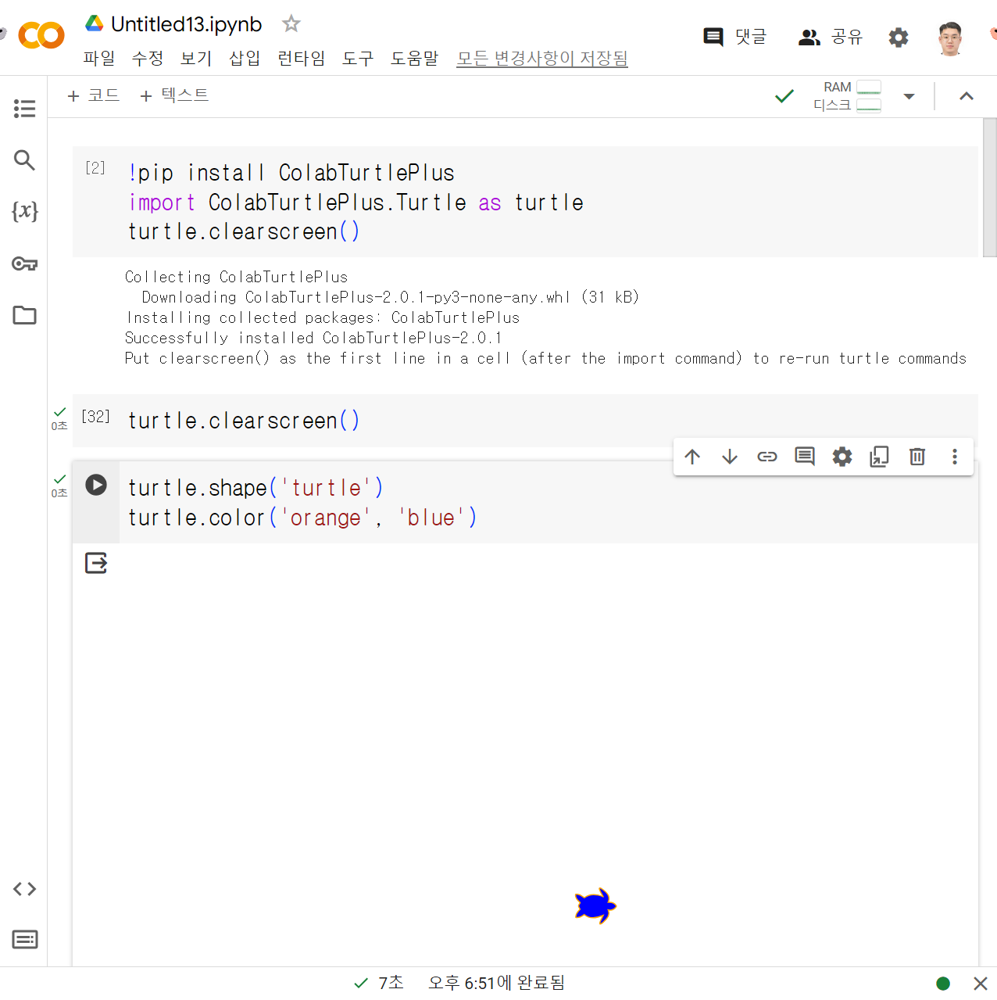 Untitled13.ipynb
댓글
공유
파일 수정 보기 삽입 런타임 도구 도움말 모든 변경사항이 저장됨
+ 코드 + 텍스트
RAM
디스크
{x}
[2]
!pip install ColabTurtlePlus
import ColabTurtlePlus.Turtle as turtle
turtle.clearscreen()
Collecting ColabTurtlePlus
Downloading ColabTurtlePlus-2.0.1-py3-none-any.whl (31 kB)
Installing collected packages: ColabTurtlePlus
Successfully installed ColabTurtlePlus-2.0.1
Put clearscreen() as the first line in a cell (after the import command) to re-run turtle commands
0초
[32]
turtle.clearscreen()
0초
turtle.shape('turtle')
turtle.color('orange', 'blue')
7초 오후 6:51에 완료됨